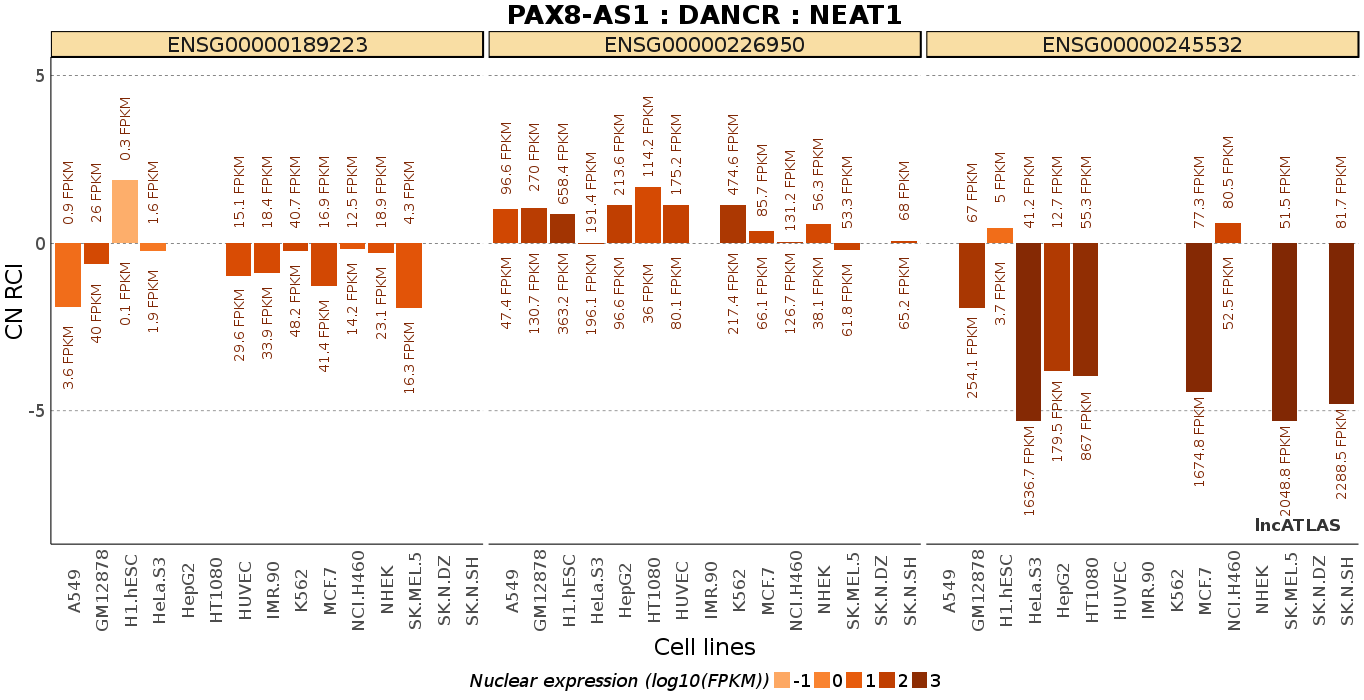 PAX8-AS1 : DANCR : NEAT1
ENSG00000189223
ENSG00000226950
ENSG00000245532
CN RCI
5
0
-5
0.9 FPKM
26 FPKM
0.3 FPKM
1.6 FPKM
15.1 FPKM
18.4 FPKM
40.7 FPKM
16.9 FPKM
12.5 FPKM
18.9 FPKM
4.3 FPKM
3.6 FPKM
40 FPKM
0.1 FPKM
1.9 FPKM
29.6 FPKM
33.9 FPKM
48.2 FPKM
41.4 FPKM
14.2 FPKM
23.1 FPKM
16.3 FPKM
96.6 FPKM
270 FPKM
658.4 FPKM
191.4 FPKM
213.6 FPKM
114.2 FPKM
175.2 FPKM
474.6 FPKM
85.7 FPKM
131.2 FPKM
56.3 FPKM
53.3 FPKM
68 FPKM
47.4 FPKM
130.7 FPKM
363.2 FPKM
196.1 FPKM
96.6 FPKM
36 FPKM
80.1 FPKM
217.4 FPKM
66.1 FPKM
126.7 FPKM
38.1 FPKM
61.8 FPKM
65.2 FPKM
67 FPKM
5 FPKM
41.2 FPKM
12.7 FPKM
55.3 FPKM
77.3 FPKM
80.5 FPKM
51.5 FPKM
81.7 FPKM
254.1 FPKM
3.7 FPKM
1636.7 FPKM
179.5 FPKM
867 FPKM
1674.8 FPKM
52.5 FPKM
2048.8 FPKM
2288.5 FPKM
lncATLAS
A549
GM12878
H1.hESC
HeLa.S3
HepG2
HT1080
HUVEC
IMR.90
K562
MCF.7
NCI.H460
NHEK
SK.MEL.5
SK.N.DZ
SK.N.SH
A549
GM12878
H1.hESC
HeLa.S3
HepG2
HT1080
HUVEC
IMR.90
K562
MCF.7
NCI.H460
NHEK
SK.MEL.5
SK.N.DZ
SK.N.SH
A549
GM12878
H1.hESC
HeLa.S3
HepG2
HT1080
HUVEC
IMR.90
K562
MCF.7
NCI.H460
NHEK
SK.MEL.5
SK.N.DZ
SK.N.SH
Cell lines
Nuclear expression (log10(FPKM)) -1 0 1 2 3